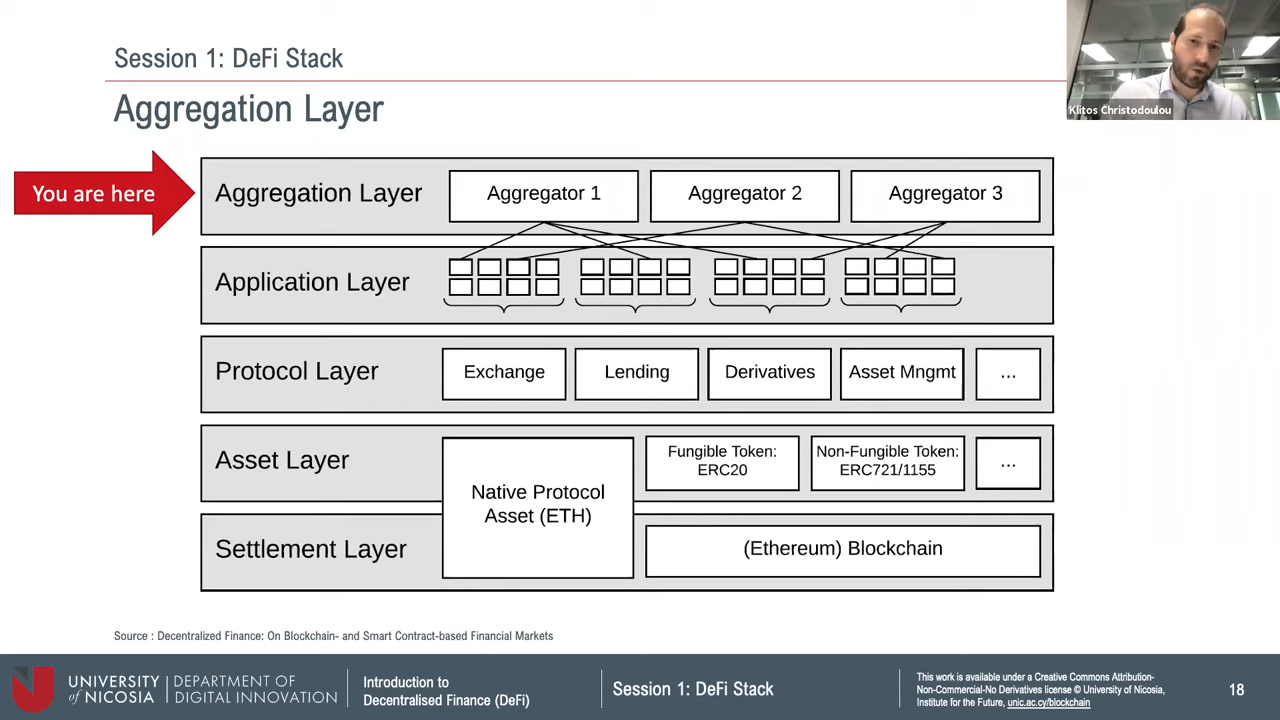 Session 1: DeFi Stack
Aggregation Layer
Klitos Christodoulou
You are here
Aggregation Layer
Aggregator 1
Aggregator 2
Aggregator 3
Application Layer
Protocol Layer
Exchange
Lending
Derivatives
Asset Mngmt
...
Asset Layer
Native Protocol
Asset (ETH)
Fungible Token:
ERC20
Non-Fungible Token:
ERC721/1155
...
Settlement Layer
(Ethereum) Blockchain
Source : Decentralized Finance: On Blockchain- and Smart Contract-based Financial Markets
UNIVERSITY
of NICOSIA
DEPARTMENT OF
DIGITAL INNOVATION
Introduction to
Decentralised Finance (DeFi)
Session 1: DeFi Stack
This work is available under a Creative Commons Attribution-
Non-Commercial-No Derivatives license © University of Nicosia,
Institute for the Future, unic.ac.cy/blockchain
18